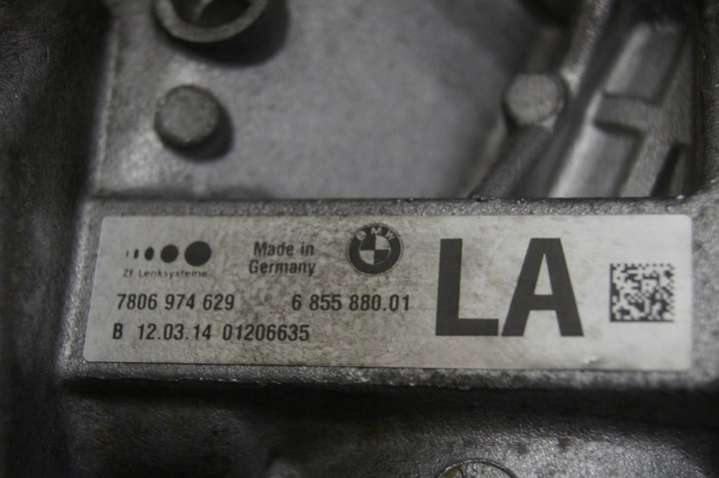 ZF Lenksysteme
Made in
Germany
BMW
LA
7806 974 629 6 855 880.01
B 12.03.14 01206635